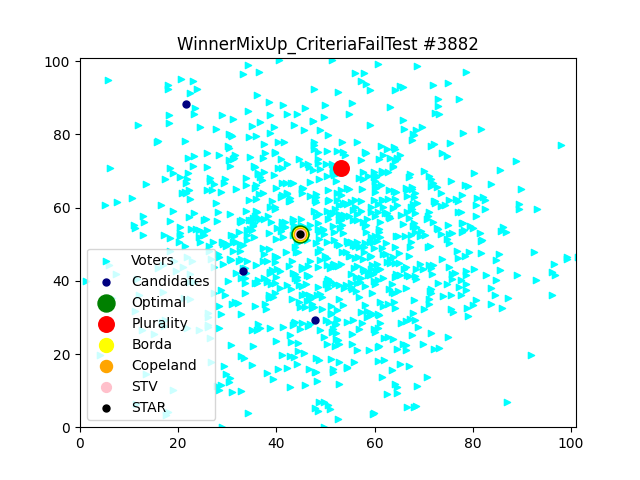 WinnerMixUp_CriteriaFailTest #3882
100
80
60
40
20
0
0 20 40 60 80 100
Voters
Candidates
Optimal
Plurality
Borda
Copeland
STV
STAR